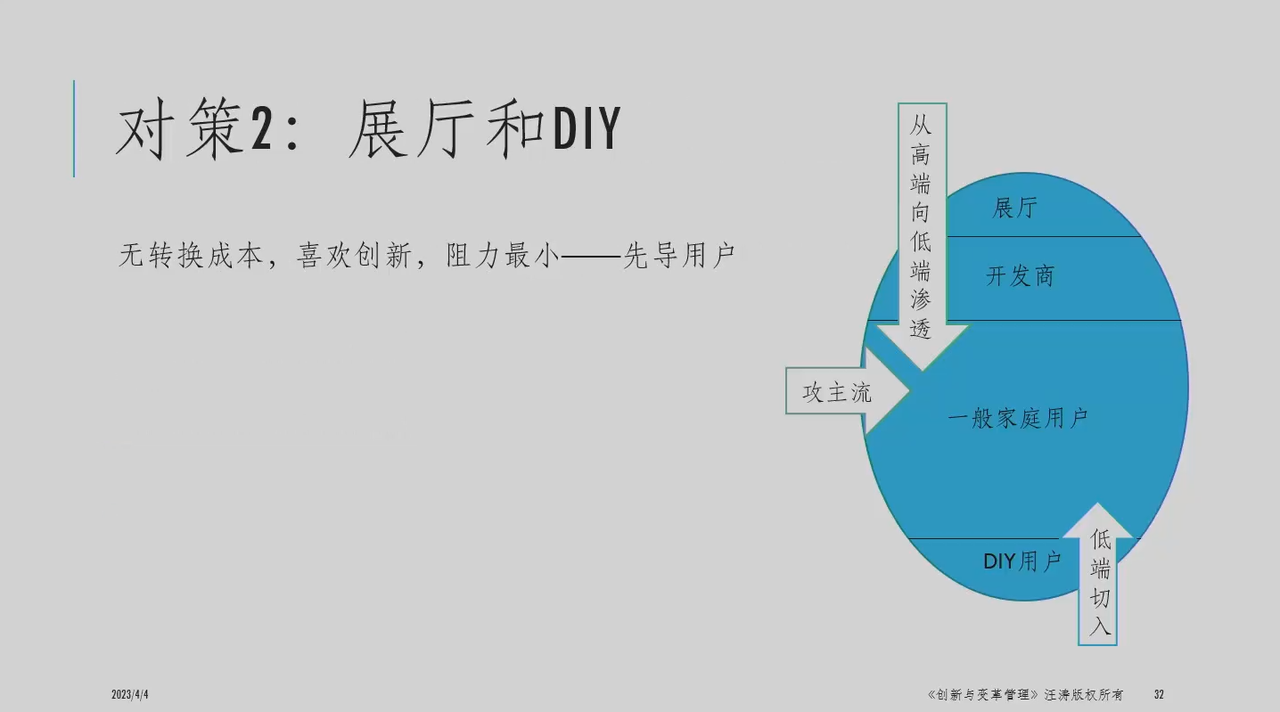 对策2：展厅和DIY
无转换成本，喜欢创新，阻力最小——先导用户
从高端向低端渗透
展厅
开发商
攻主流
一般家庭用户
DIY用户
低端切入
2023/4/4
《创新与变革管理》汪涛版权所有
32